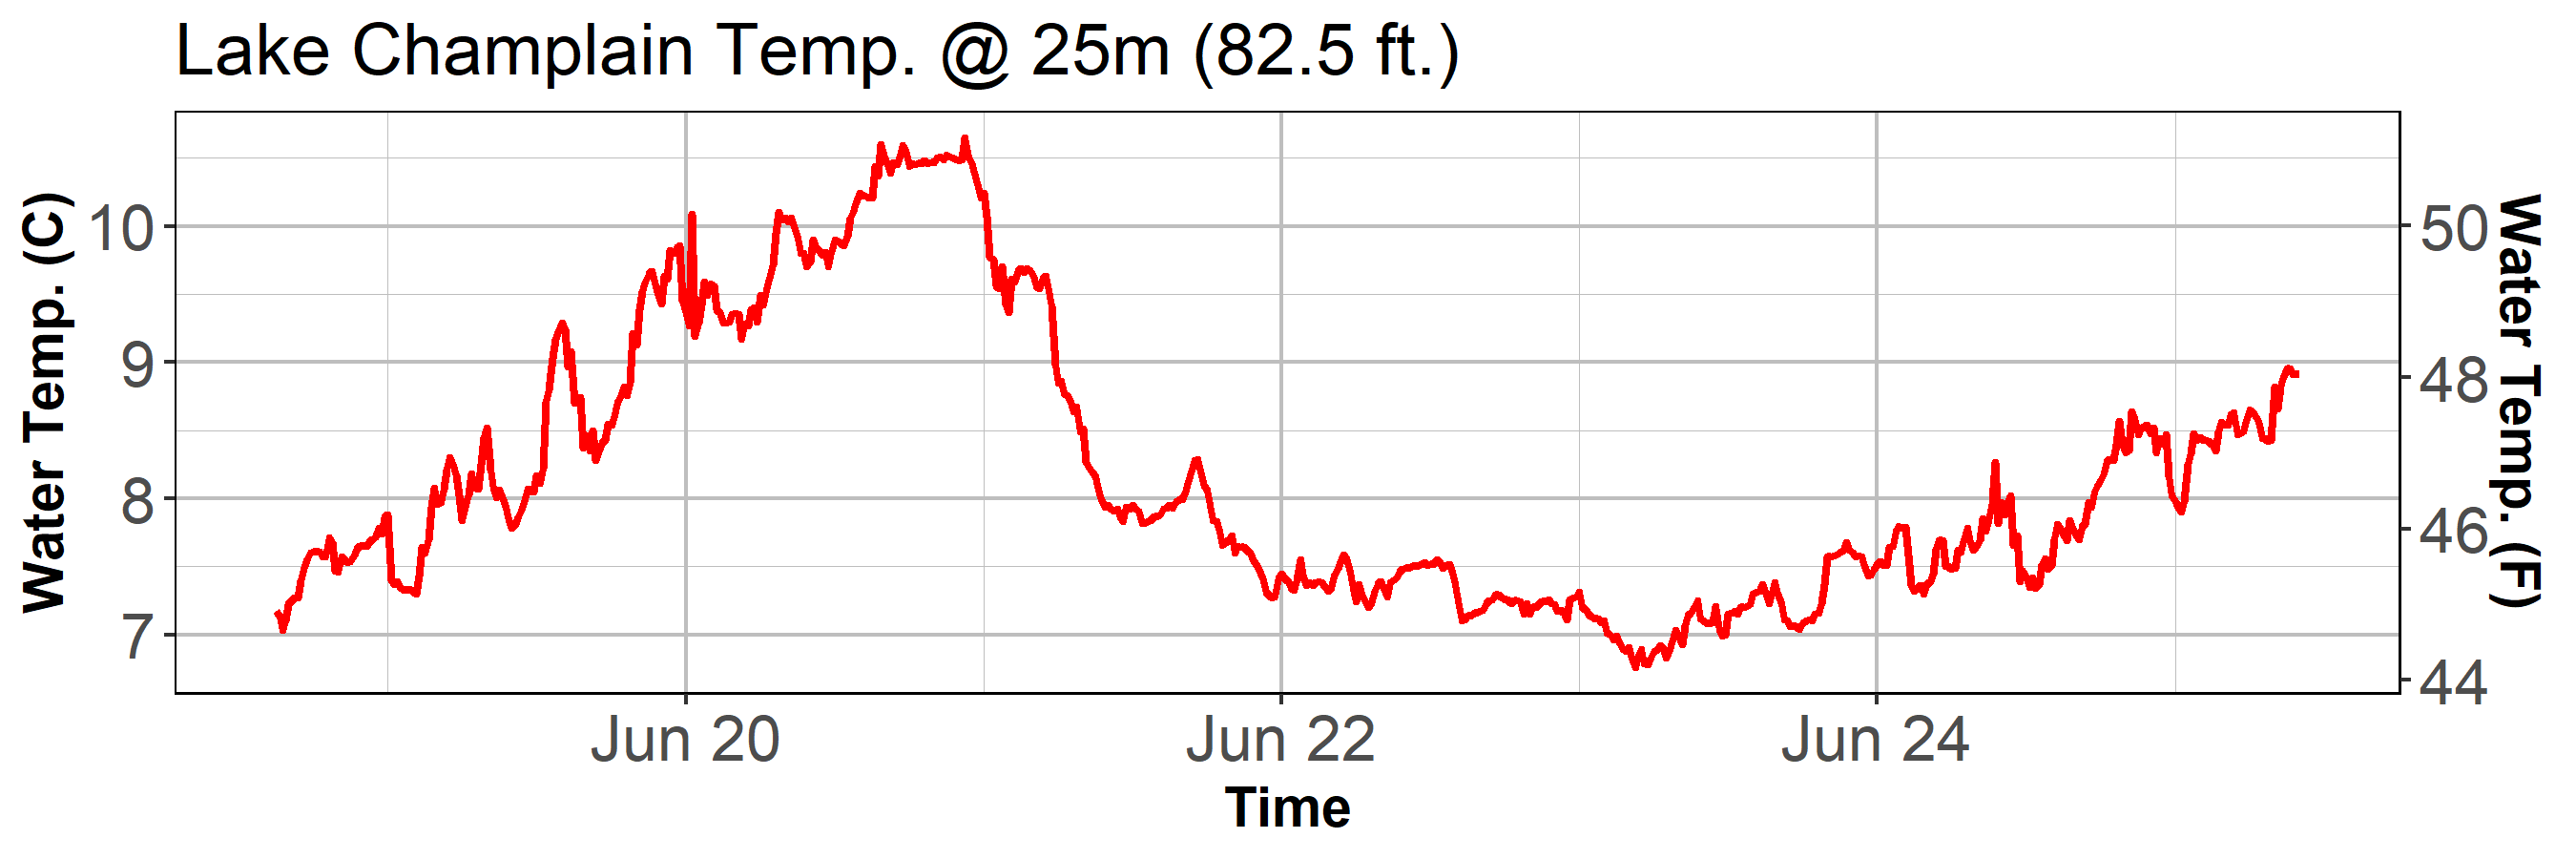 Lake Champlain Temp. @ 25m (82.5 ft.)
Water Temp. (C)
10
9
8
7
50
48
46
44
Water Temp. (F)
Jun 20
Jun 22
Jun 24
Time